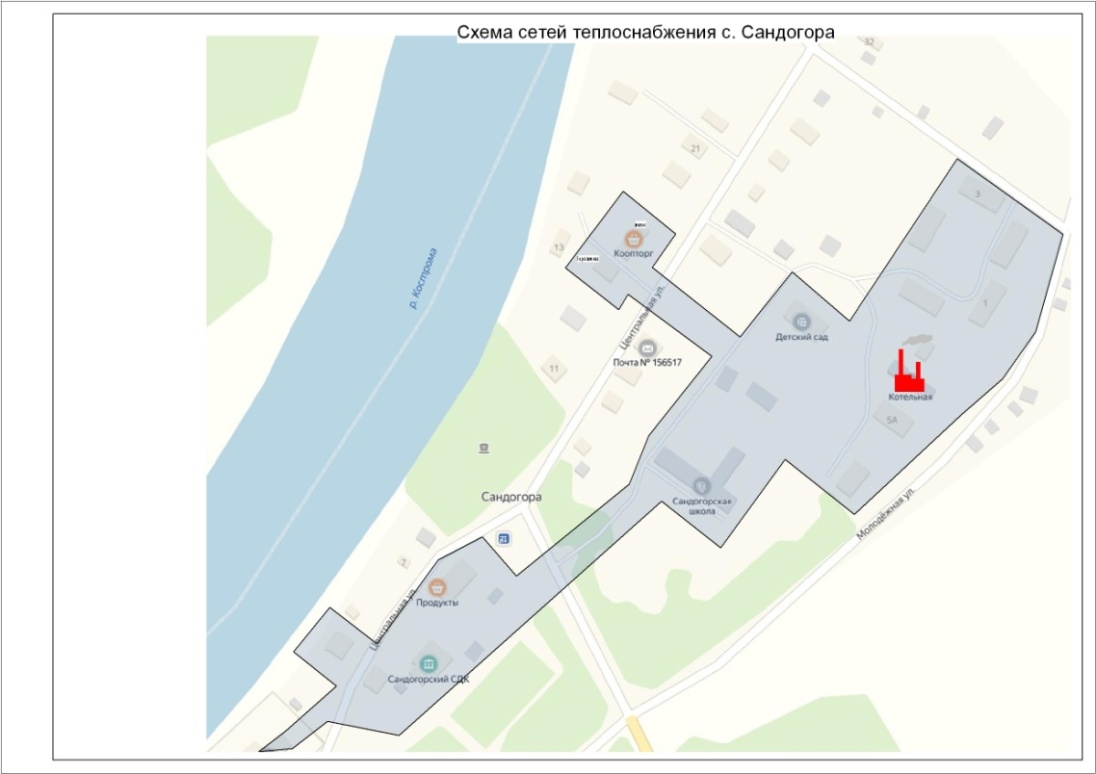 Схема сетей теплоснабжения с. Сандогора
32
21
3
13
Коопторг
р. Кострома
Центральная ул.
1
Детский сад
Почта № 156517
11
Котельная
5А
Сандогорская
школа
Сандогора
Молодёжная ул.
Продукты
Центральная ул.
Сандогорский СДК